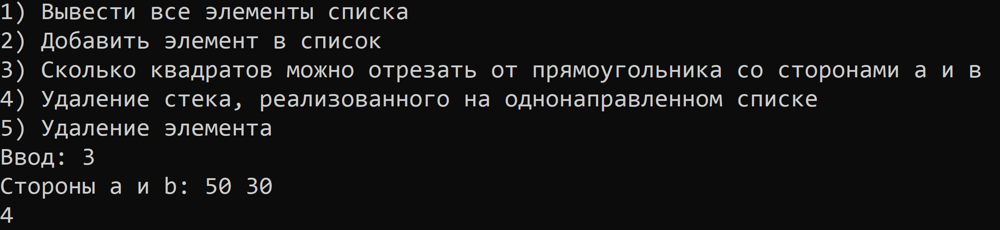 1) Вывести все элементы списка
2) Добавить элемент в список
3) Сколько квадратов можно отрезать от прямоугольника со сторонами а и в
4) Удаление стека, реализованного на однонаправленном списке
5) Удаление элемента
Ввод: 3
Стороны a и b: 50 30
4